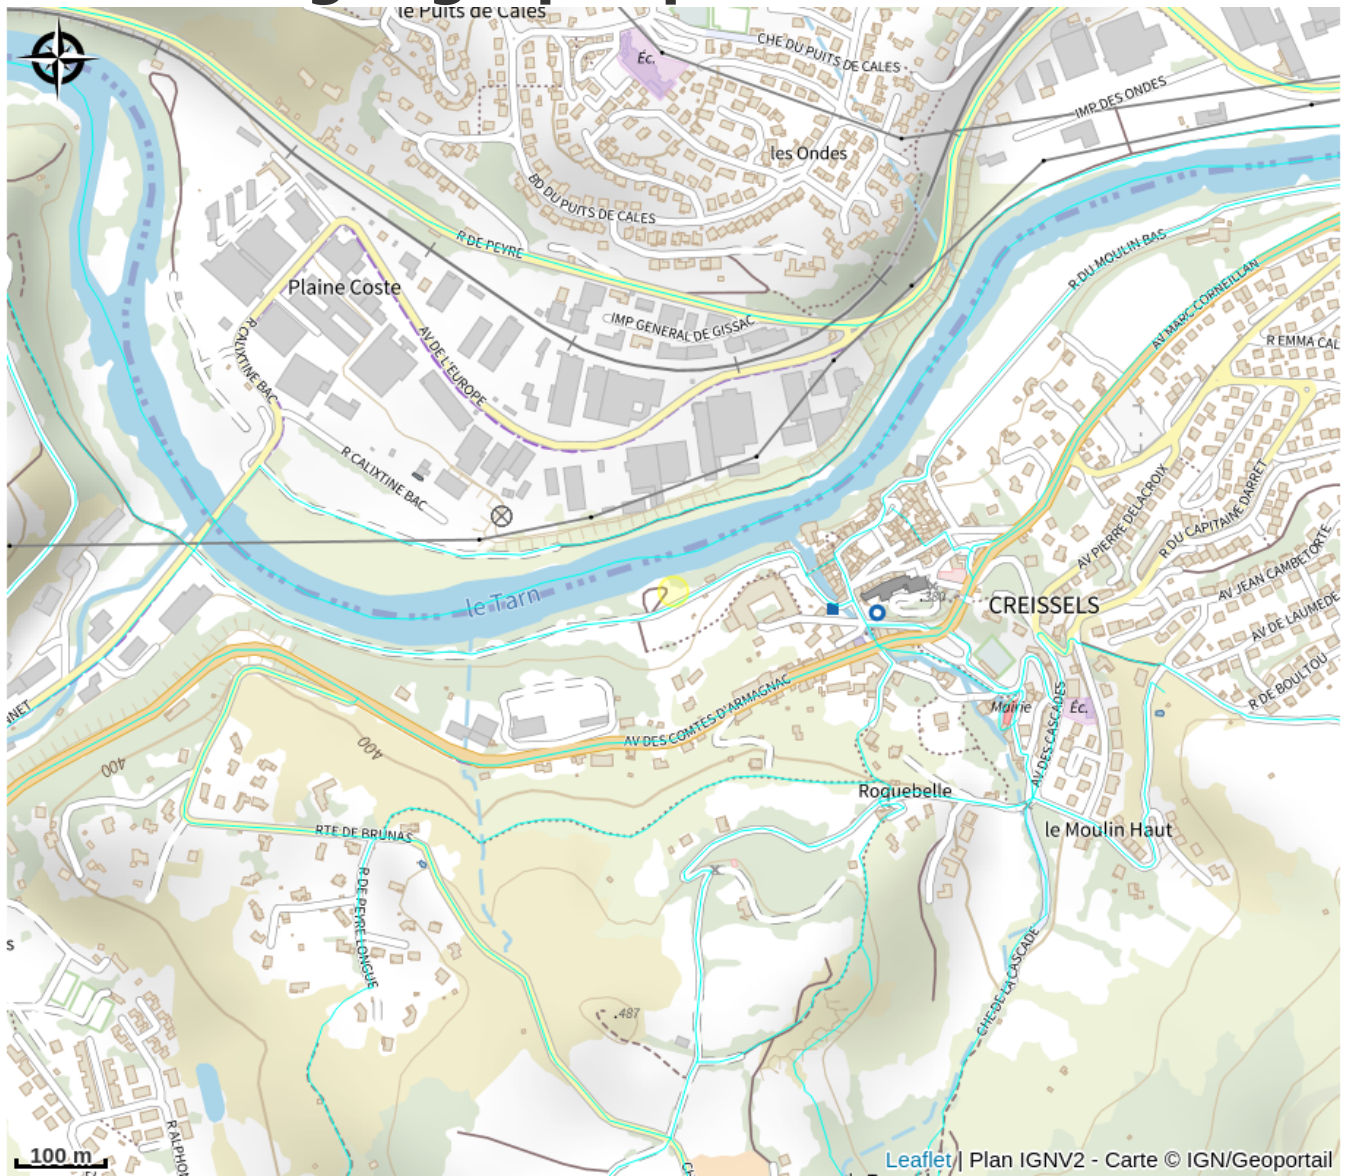 le Puits de Cales
CHE DU PUITS DE CALES
Éc.
IMP DES ONDES
les Ondes
BD DU PUITS DE CALES
R DE PEYRE
R DU MOULIN BAS
AV MARC CORNEILLAN
Plaine Coste
IMP GENERAL DE GISSAC
R CALIXTINE BAC
AV DE L'EUROPE
R EMMA CAL
R CALIXTINE BAC
AV PIERRE DELACROIX
R DU CAPITAINE DARRET
AV JEAN CAMBETORTE
le Tarn
.380
CREISSELS
AV DE LAUMEDE
R DE BOULTOU
NNET
AV DES COMTES D'ARMAGNAC
Mairie
Éc.
AV DES CASCADES
400
400
Roquebelle
RTE DE BRUNAS
le Moulin Haut
R DE PEYRE LONGUE
s
CHE DE LA CASCADE
.487
R ALPHON
100 m
CH
Leaflet | Plan IGNV2 - Carte © IGN/Geoportail